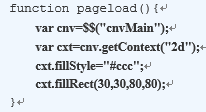 function pageload(){
var cnv=$$("cnvMain");
var cxt=cnv.getContext("2d");
cxt.fillStyle="#ccc";
cxt.fillRect(30,30,80,80);
}